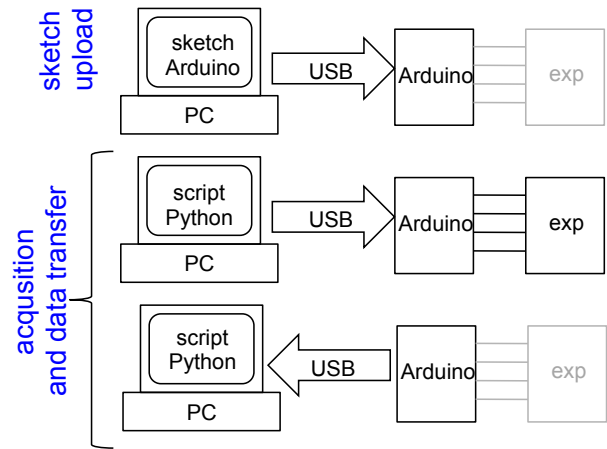 sketch
upload
sketch
Arduino
PC
USB
Arduino
exp
acqusition
and data transfer
script
Python
PC
USB
Arduino
exp
script
Python
PC
USB
Arduino
exp